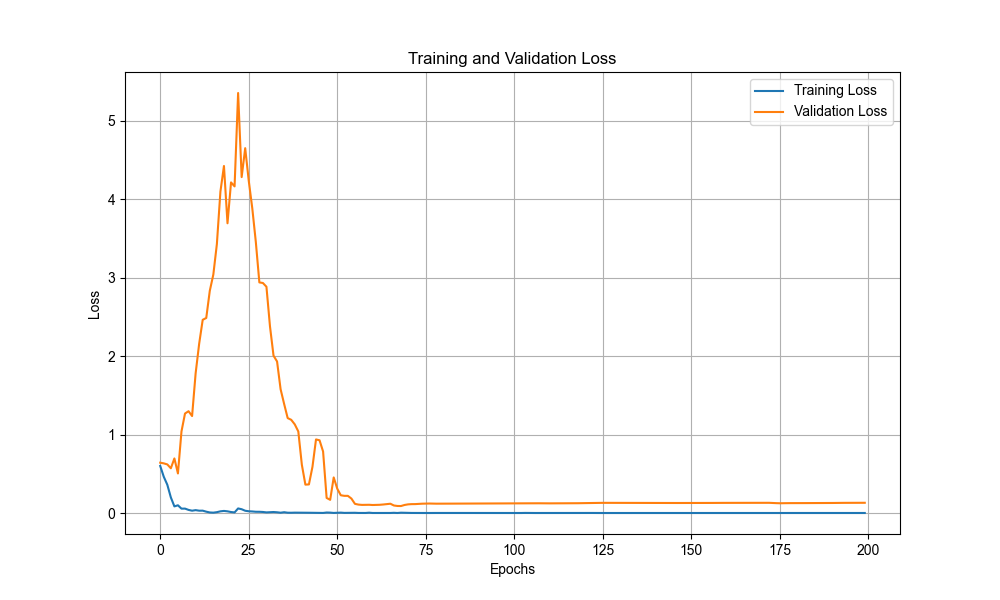 Training and Validation Loss
Training Loss
Validation Loss
5
4
3
2
1
0
Loss
0 25 50 75 100 125 150 175 200
Epochs